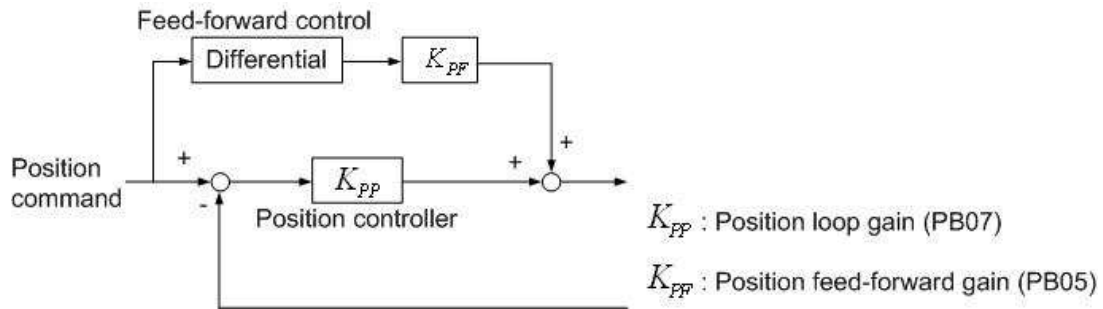 Feed-forward control
Differential
K_PF
+
Position
command
+
-
K_PP
Position controller
+
+
K_PP : Position loop gain (PB07)
K_PF : Position feed-forward gain (PB05)